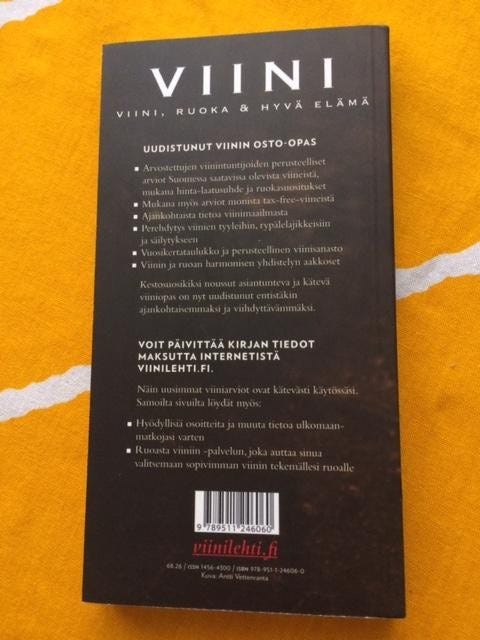 VIINI
VIINI, RUOKA & HYVÄ ELÄMÄ
UUDISTUNUT VIININ OSTO-OPAS
▪ Arvostettujen viinintuntijoiden perusteelliset
arviot Suomessa saatavissa olevista viineistä,
mukana hinta-laatusuhde ja ruokasuositukset
▪ Mukana myös arviot monista tax-free-viineistä
▪ Ajankohtaista tietoa viinimaailmasta
▪ Perehdytys viinien tyyleihin, rypälelajikkeisiin
ja säilytykseen
▪ Vuosikertataulukko ja perusteellinen viinisanasto
▪ Viinin ja ruoan harmonisen yhdistelyn aakkoset
Kestosuosikiksi noussut asiantunteva ja kätevä
viiniopas on nyt uudistunut entistäkin
ajankohtaisemmaksi ja viihdyttävämmäksi.
VOIT PÄIVITTÄÄ KIRJAN TIEDOT
MAKSUTTA INTERNETISTÄ
VIINILEHTI.FI.
Näin uusimmat viiniarviot ovat kätevästi käytössäsi.
Samoilta sivuilta löydät myös:
▪ Hyödyllisiä osoitteita ja muuta tietoa ulkomaan-
matkojasi varten
▪ Ruoasta viiniin -palvelun, joka auttaa sinua
valitsemaan sopivimman viinin tekemällesi ruoalle
9 789511 246060
viinilehti.fi
68.26 / ISSN 1456-4300 / ISBN 978-951-1-24606-0
Kuva: Antti Vettenranta